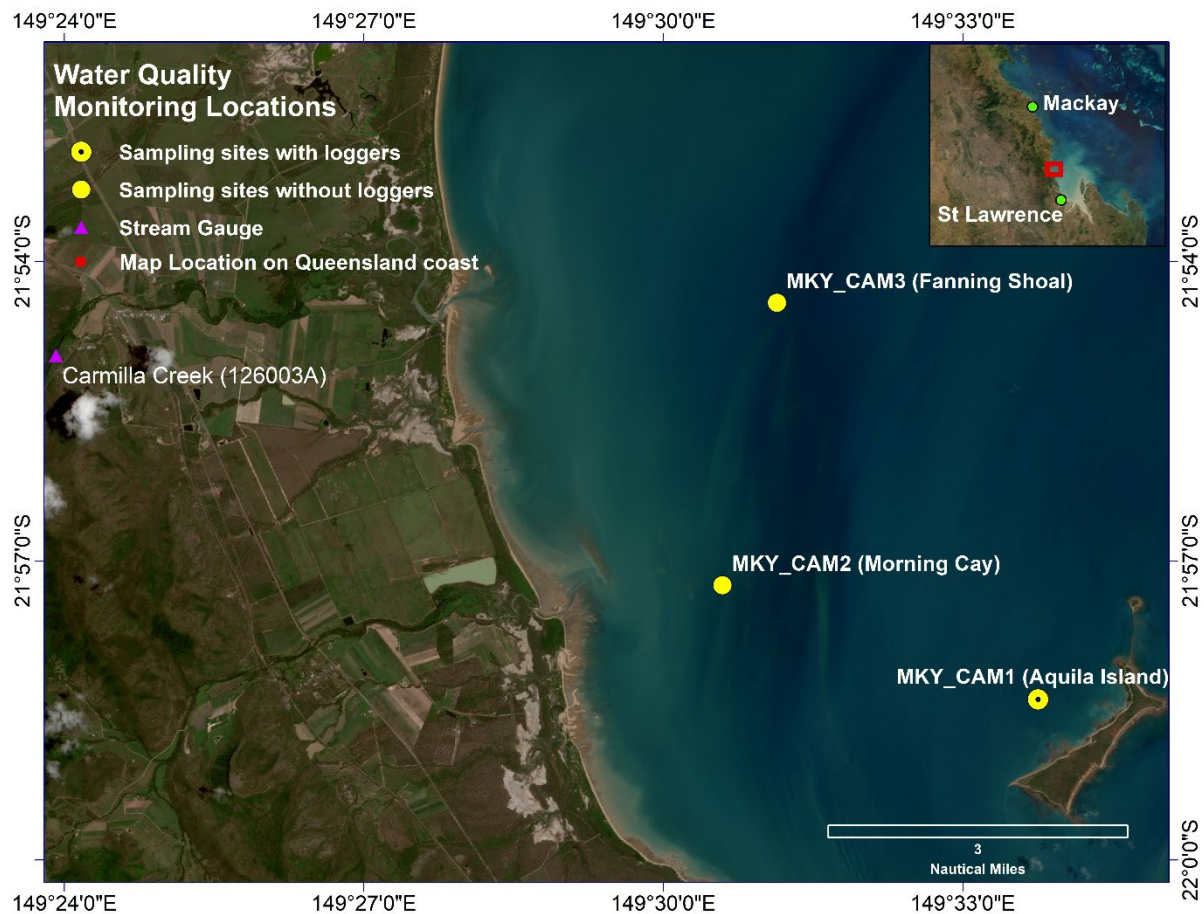 149°24'0"E 149°27'0"E 149°30'0"E 149°33'0"E
Water Quality
Monitoring Locations
Sampling sites with loggers
Sampling sites without loggers
Stream Gauge
Map Location on Queensland coast
Mackay
St Lawrence
21°54'0"S
21°54'0"S
MKY_CAM3 (Fanning Shoal)
Carmilla Creek (126003A)
21°57'0"S
21°57'0"S
MKY_CAM2 (Morning Cay)
MKY_CAM1 (Aquila Island)
3
Nautical Miles
22°0'0"S
149°24'0"E 149°27'0"E 149°30'0"E 149°33'0"E